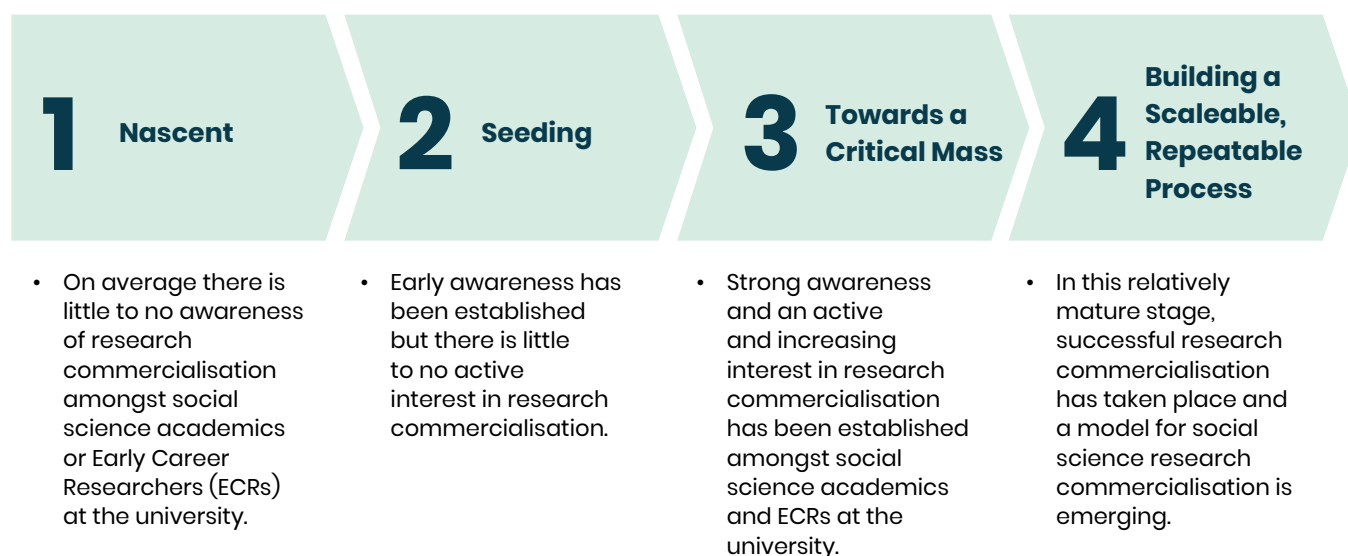 1 Nascent
2 Seeding
3 Towards a
Critical Mass
4 Building a
Scaleable,
Repeatable
Process
• On average there is
little to no awareness
of research
commercialisation
amongst social
science academics
or Early Career
Researchers (ECRs)
at the university.
• Early awareness has
been established
but there is little
to no active
interest in research
commercialisation.
• Strong awareness
and an active
and increasing
interest in research
commercialisation
has been established
amongst social
science academics
and ECRs at the
university.
• In this relatively
mature stage,
successful research
commercialisation
has taken place and
a model for social
science research
commercialisation is
emerging.